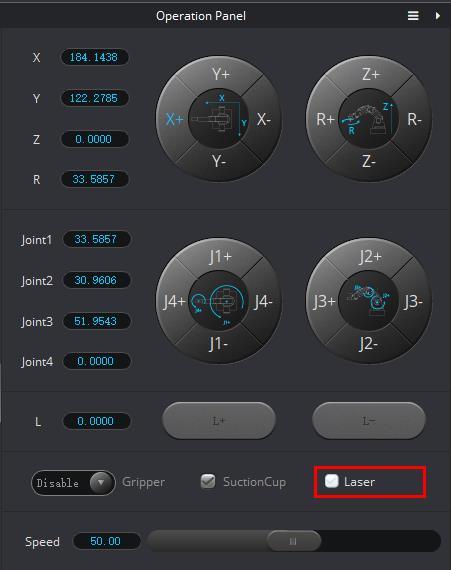 Operation Panel
X 184.1438
Y 122.2785
Z 0.0000
R 33.5857
Y+
X+ X X-
Y
Y-
Z+
R+ Z R-
R
Z-
Joint1 33.5857
Joint2 30.9606
Joint3 51.9543
Joint4 0.0000
J1+
J4+ J4-
J4+
J1+
J1-
J2+
J3+ J3-
J2-
L 0.0000 L+ L-
Disable Gripper SuctionCup Laser
Speed 50.00